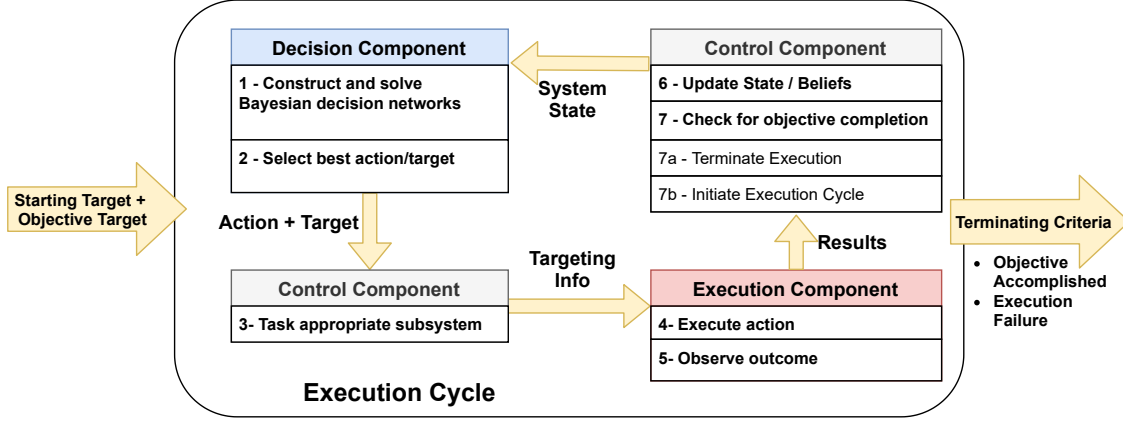 Decision Component
1 - Construct and solve
Bayesian decision networks
2 - Select best action/target
Control Component
6 - Update State / Beliefs
7 - Check for objective completion
7a - Terminate Execution
7b - Initiate Execution Cycle
System
State
Starting Target +
Objective Target
Action + Target
Control Component
3- Task appropriate subsystem
Targeting
Info
Execution Component
4- Execute action
5- Observe outcome
Results
Terminating Criteria
• Objective
Accomplished
• Execution
Failure
Execution Cycle